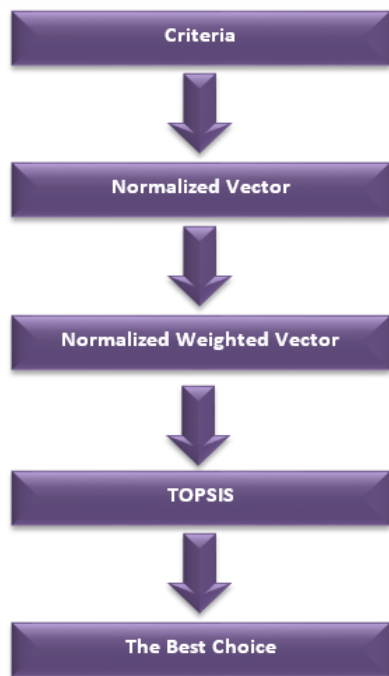 Criteria
Normalized Vector
Normalized Weighted Vector
TOPSIS
The Best Choice